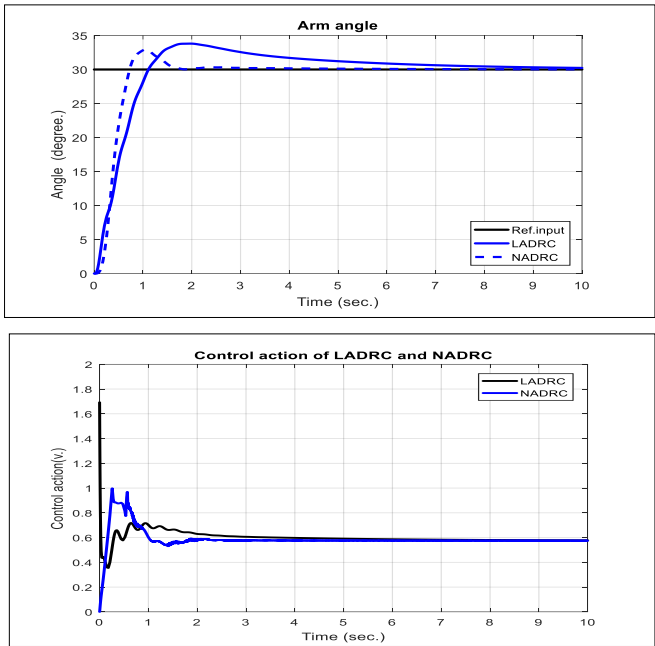 Arm angle
35
30
25
20
15
10
5
0
Angle (degree.)
Ref.input
LADRC
NADRC
0 1 2 3 4 5 6 7 8 9 10
Time (sec.)
Control action of LADRC and NADRC
2
1.8
1.6
1.4
1.2
1
0.8
0.6
0.4
0.2
0
Control action(v.)
LADRC
NADRC
0 1 2 3 4 5 6 7 8 9 10
Time (sec.)